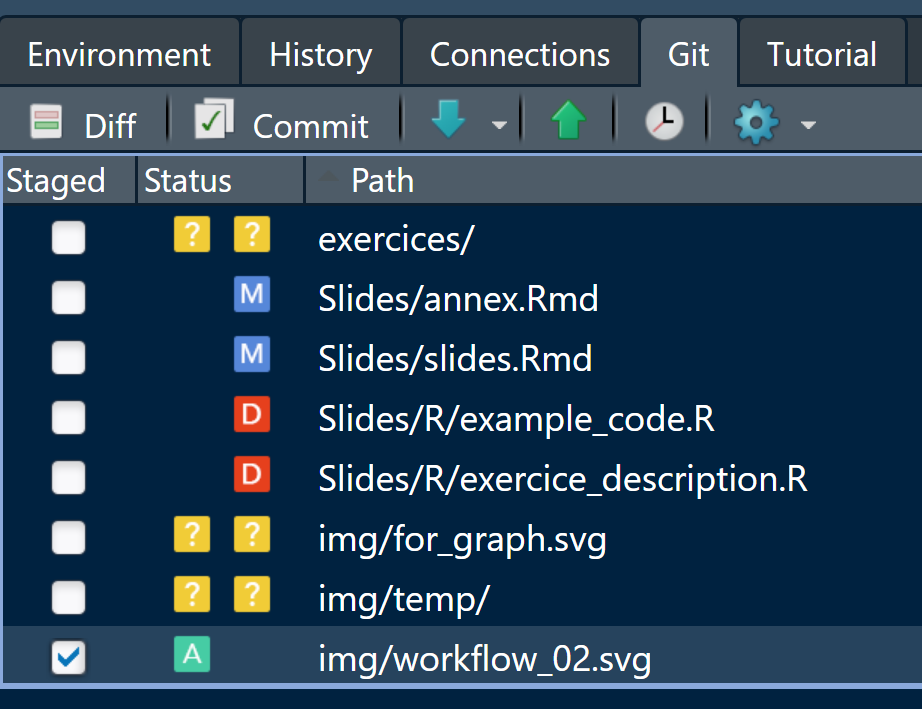 Environment History Connections Git Tutorial
Diff Commit
Staged Status Path
? ? exercices/
M Slides/annex.Rmd
M Slides/slides.Rmd
D Slides/R/example_code.R
D Slides/R/exercice_description.R
? ? img/for_graph.svg
? ? img/temp/
A img/workflow_02.svg